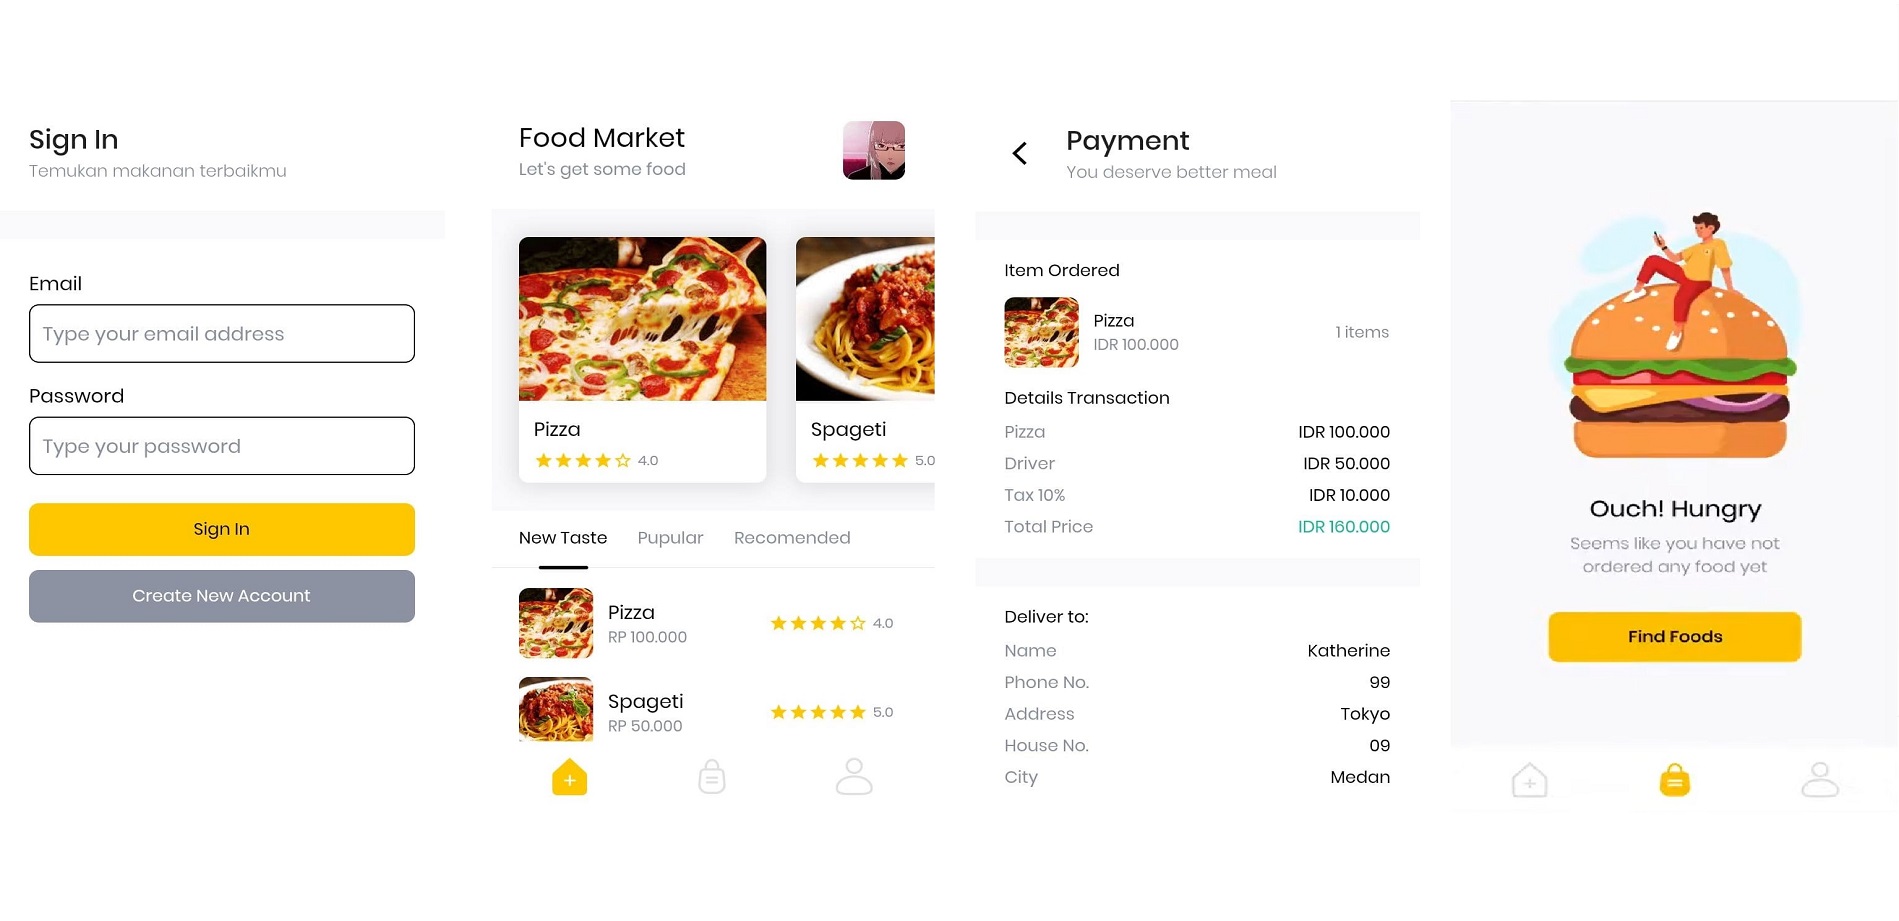 Sign In
Temukan makanan terbaikmu
Email
Type your email address
Password
Type your password
Sign In
Create New Account
Food Market
Let's get some food
Pizza
4.0
Spageti
5.0
New Taste Pupular Recomended
Pizza
RP 100.000
4.0
Spageti
RP 50.000
5.0
Payment
You deserve better meal
Item Ordered
Pizza
IDR 100.000
1 items
Details Transaction
Pizza IDR 100.000
Driver IDR 50.000
Tax 10% IDR 10.000
Total Price IDR 160.000
Deliver to:
Name Katherine
Phone No. 99
Address Tokyo
House No. 09
City Medan
Ouch! Hungry
Seems like you have not
ordered any food yet
Find Foods